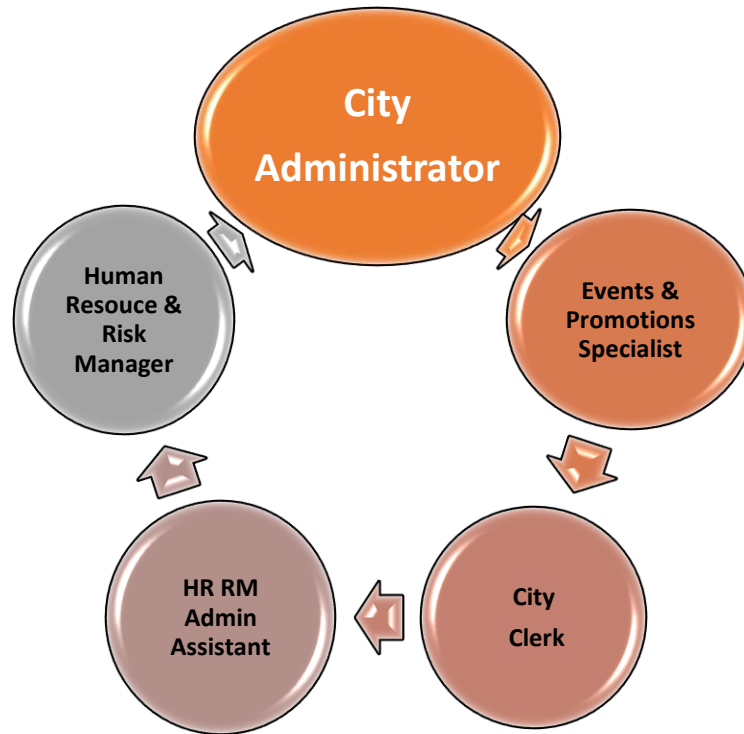 City
Administrator
Events &
Promotions
Specialist
City
Clerk
HR RM
Admin
Assistant
Human
Resouce &
Risk
Manager